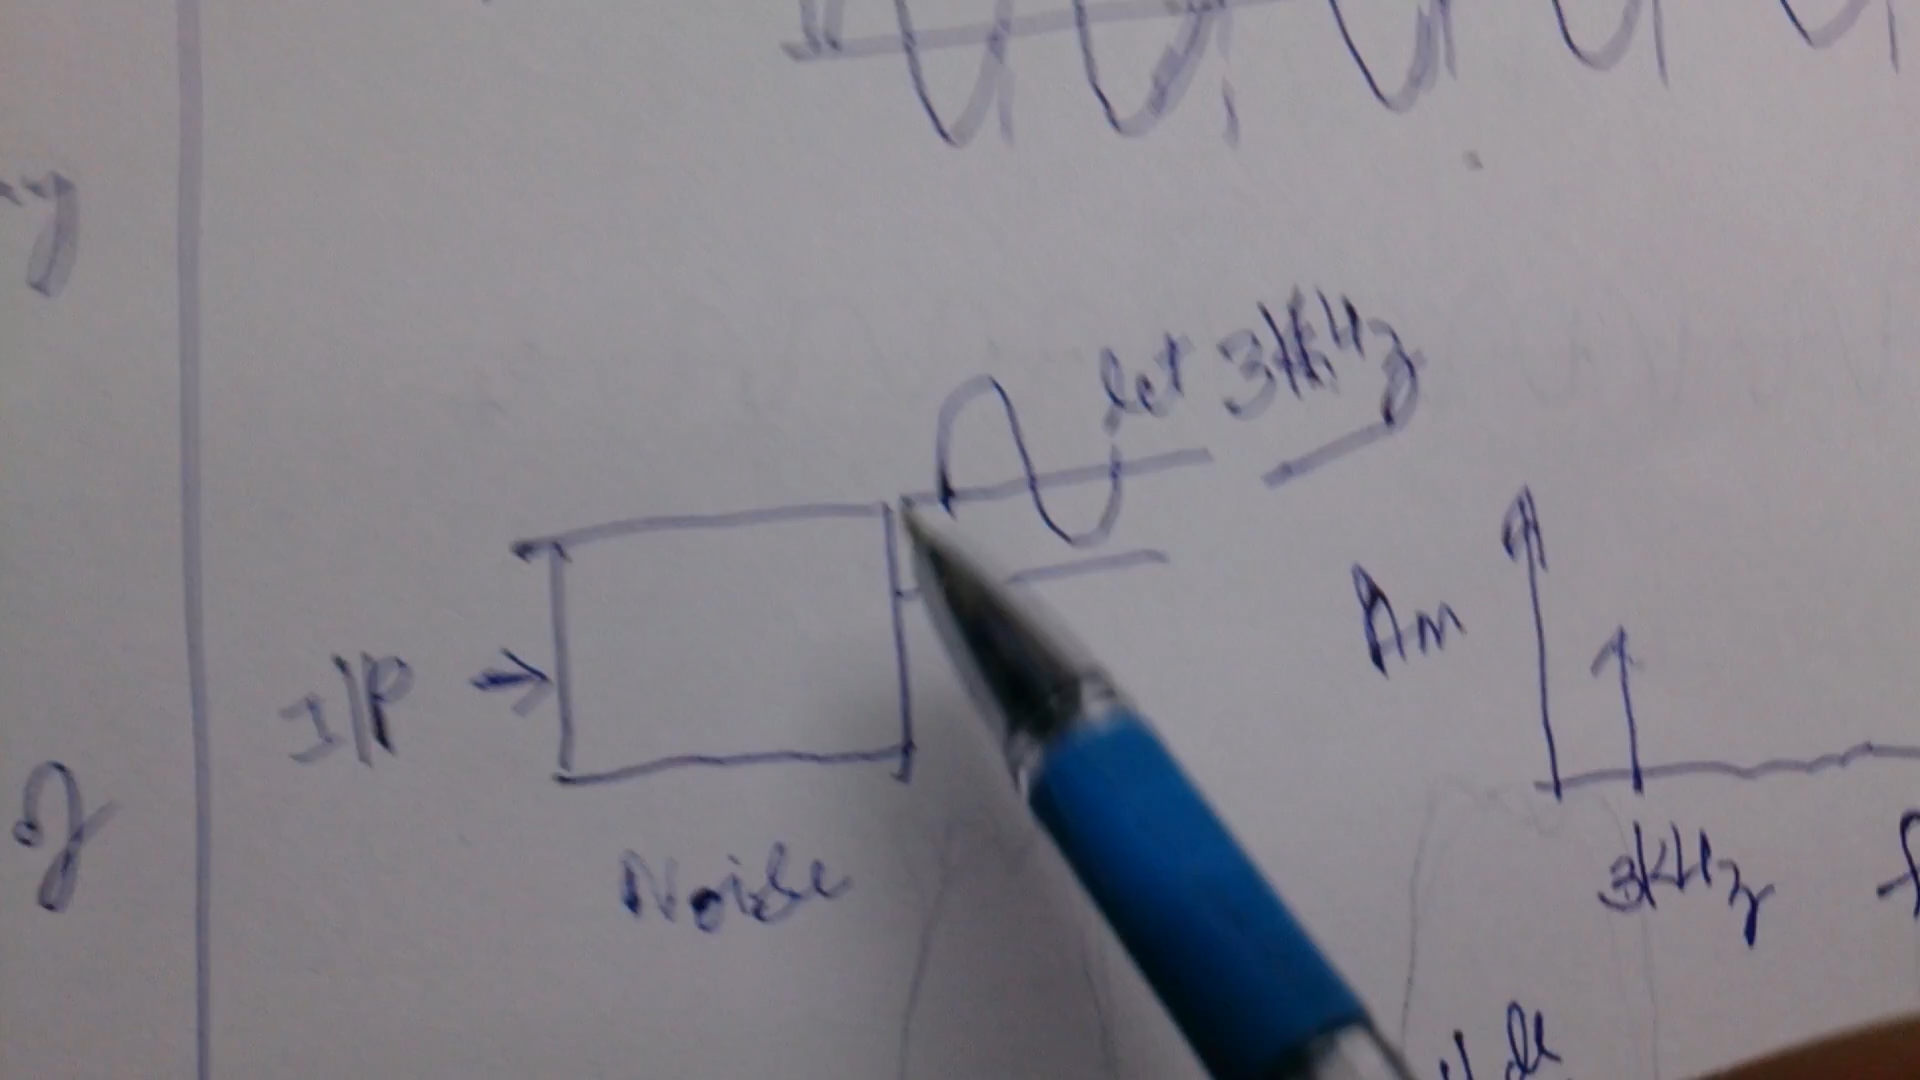 let 3kHz
Am
I/P
3kHz
Noise